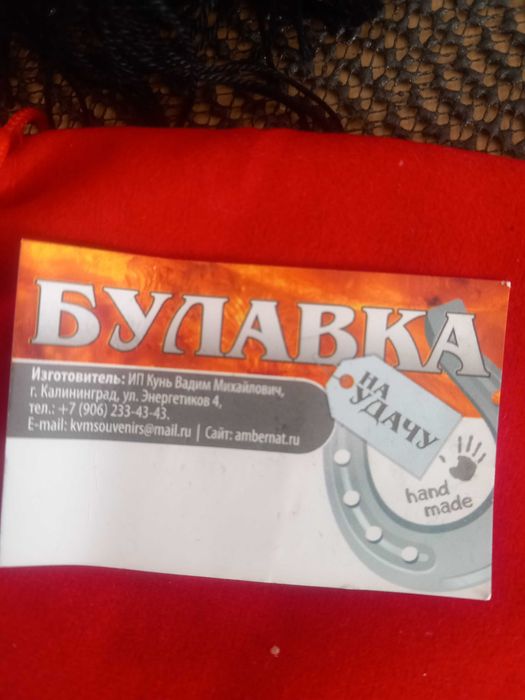 БУЛАВКА
Изготовитель: ИП Кунь Вадим Михайлович,
г. Калининград, ул. Энергетиков 4,
тел.: +7 (906) 233-43-43.
E-mail: kvmsouvenirs@mail.ru | Сайт: ambernat.ru
НА
УДАЧУ
hand
made